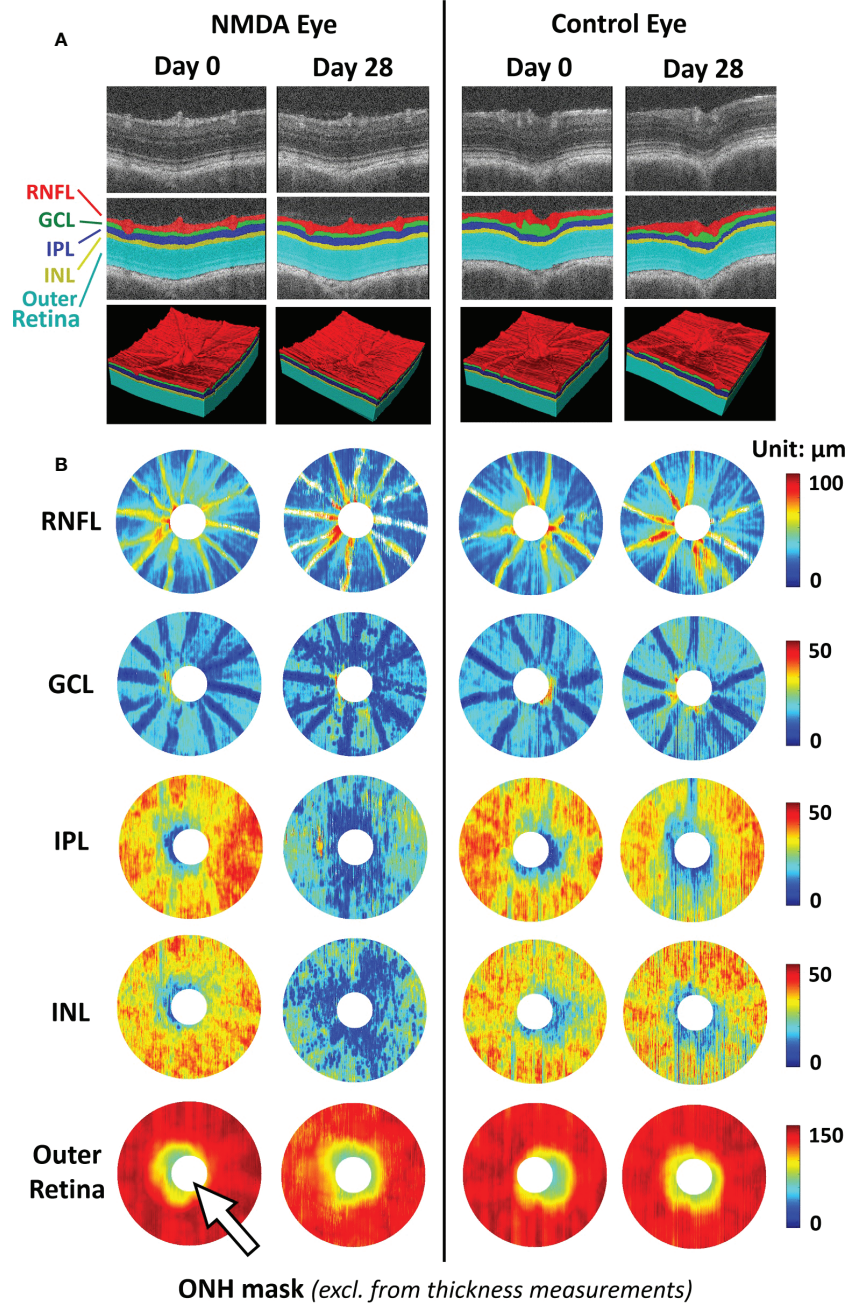 NMDA Eye
Control Eye
A
Day 0
Day 28
Day 0
Day 28
RNFL
GCL
IPL
INL
Outer
Retina
B
Unit: μm
RNFL
100
0
GCL
50
0
IPL
50
0
INL
50
0
Outer
Retina
150
0
ONH mask (excl. from thickness measurements)